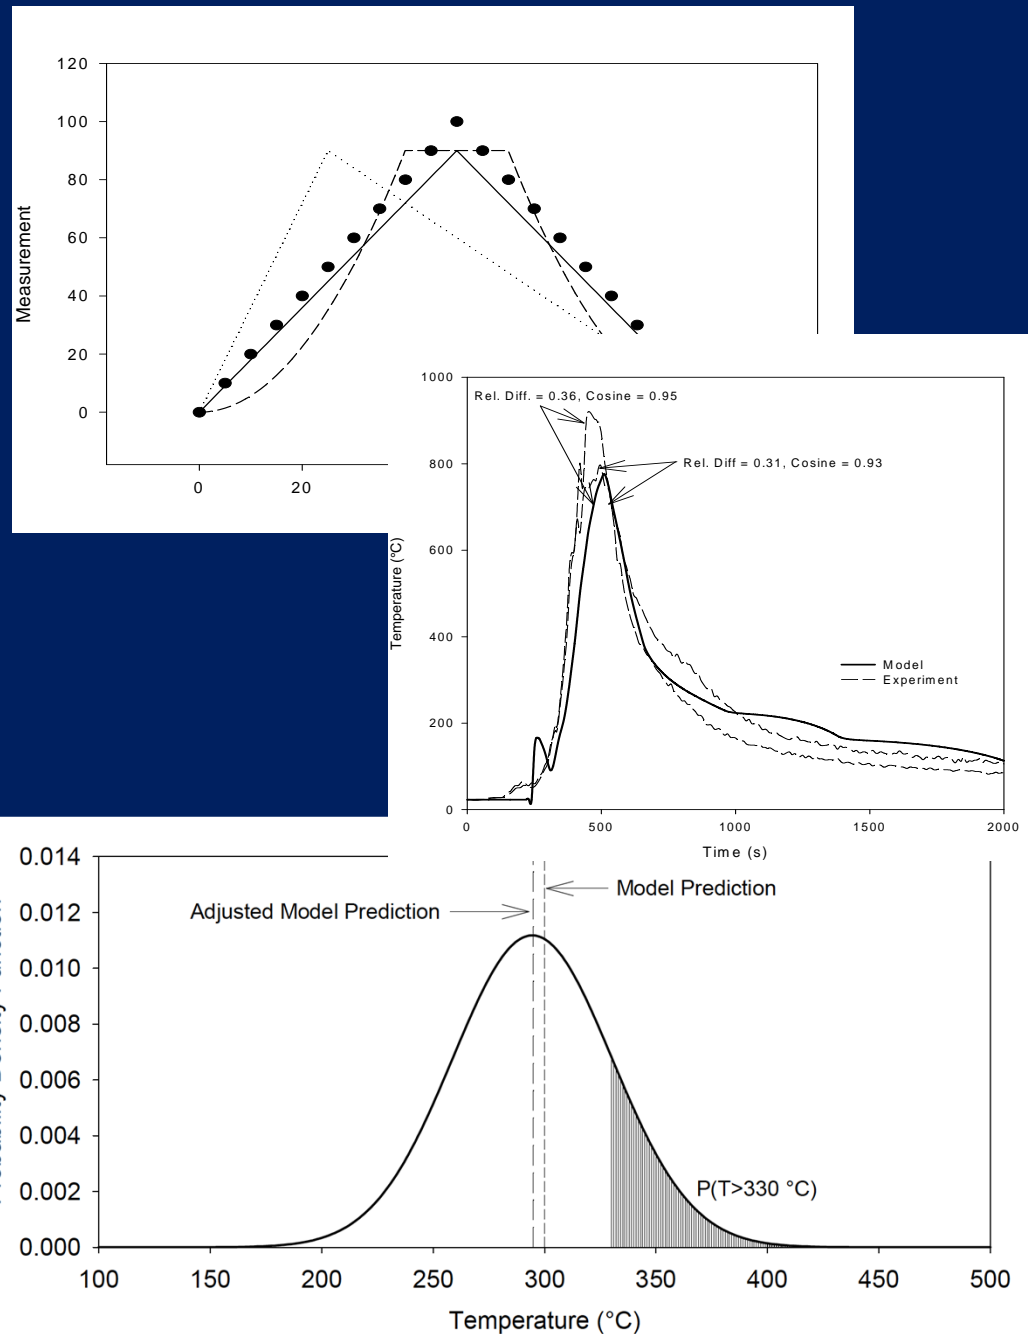 120
100
80
60
40
20
0
Measurement
0 20
1000
800
600
400
200
0
Temperature (°C)
Rel. Diff. = 0.36, Cosine = 0.95
Rel. Diff = 0.31, Cosine = 0.93
Model
Experiment
0 500 1000 1500 2000
Time (s)
0.014
0.012
0.010
0.008
0.006
0.004
0.002
0.000
Model Prediction
Adjusted Model Prediction
P(T>330 °C)
100 150 200 250 300 350 400 450 500
Temperature (°C)